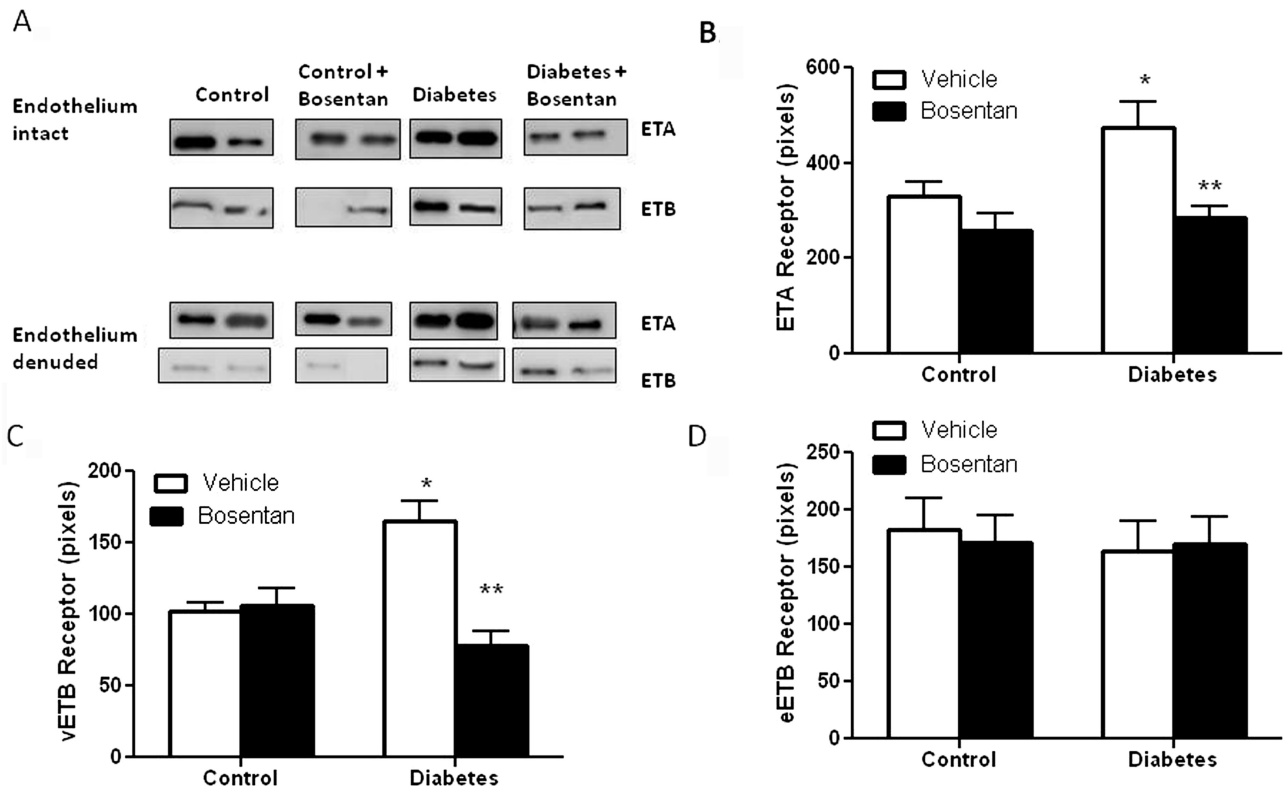 A
Control
Control +
Bosentan
Diabetes
Diabetes +
Bosentan
Endothelium
intact
ETA
ETB
Endothelium
denuded
ETA
ETB
B
600
400
200
0
ETA Receptor (pixels)
Vehicle
Bosentan
*
**
Control
Diabetes
C
200
150
100
50
0
vETB Receptor (pixels)
Vehicle
Bosentan
*
**
Control
Diabetes
D
250
200
150
100
50
0
eETB Receptor (pixels)
Vehicle
Bosentan
Control
Diabetes